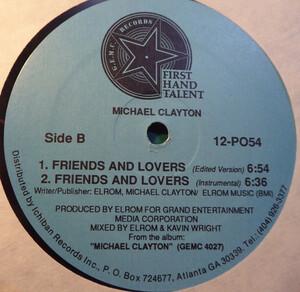 G.E.M.C. RECORDS
FIRST
HAND
TALENT
MICHAEL CLAYTON
Side B
12-PO54
1. FRIENDS AND LOVERS (Edited Version) 6:54
2. FRIENDS AND LOVERS (Instrumental) 6:36
Writer/Publisher: ELROM, MICHAEL CLAYTON/ ELROM MUSIC (BMI)
PRODUCED BY ELROM FOR GRAND ENTERTAINMENT
MEDIA CORPORATION
MIXED BY ELROM & KAVIN WRIGHT
From the album:
"MICHAEL CLAYTON" (GEMC 4027)
Distributed by Ichiban Records Inc., P. O. Box 724677, Atlanta, GA 30339. Tel. (404) 926-3377